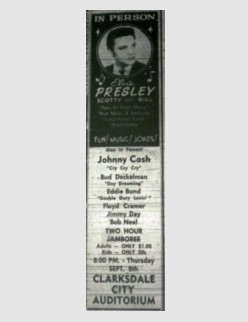 IN PERSON
Elvis
PRESLEY
SCOTTY and BILL
FUN! MUSIC! JOKES!
Also In Person
Johnny Cash
"Cry Cry Cry"
Bud Deckelman
"Day Dreaming"
Eddie Bond
"Double Duty Lovin'"
Floyd Cramer
Jimmy Day
Bob Neal
TWO HOUR
JAMBOREE
Adults — ONLY $1.00
Kids — ONLY 50c
8:00 P.M. - Thursday
SEPT. 8th
CLARKSDALE
CITY
AUDITORIUM